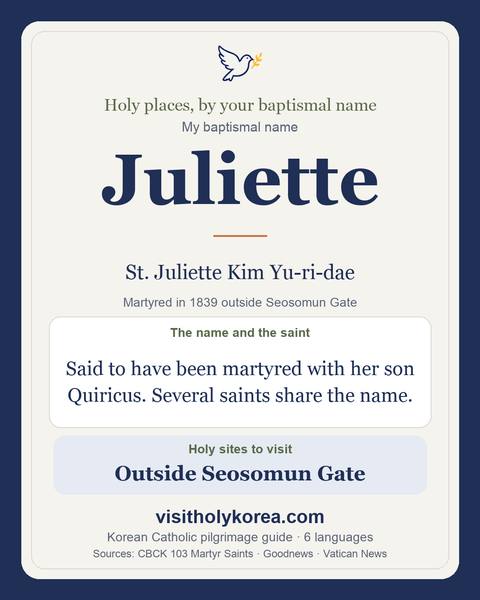 Holy places, by your baptismal name
My baptismal name
Juliette
St. Juliette Kim Yu-ri-dae
Martyred in 1839 outside Seosomun Gate
The name and the saint
Said to have been martyred with her son
Quiricus. Several saints share the name.
Holy sites to visit
Outside Seosomun Gate
visitholykorea.com
Korean Catholic pilgrimage guide · 6 languages
Sources: CBCK 103 Martyr Saints · Goodnews · Vatican News